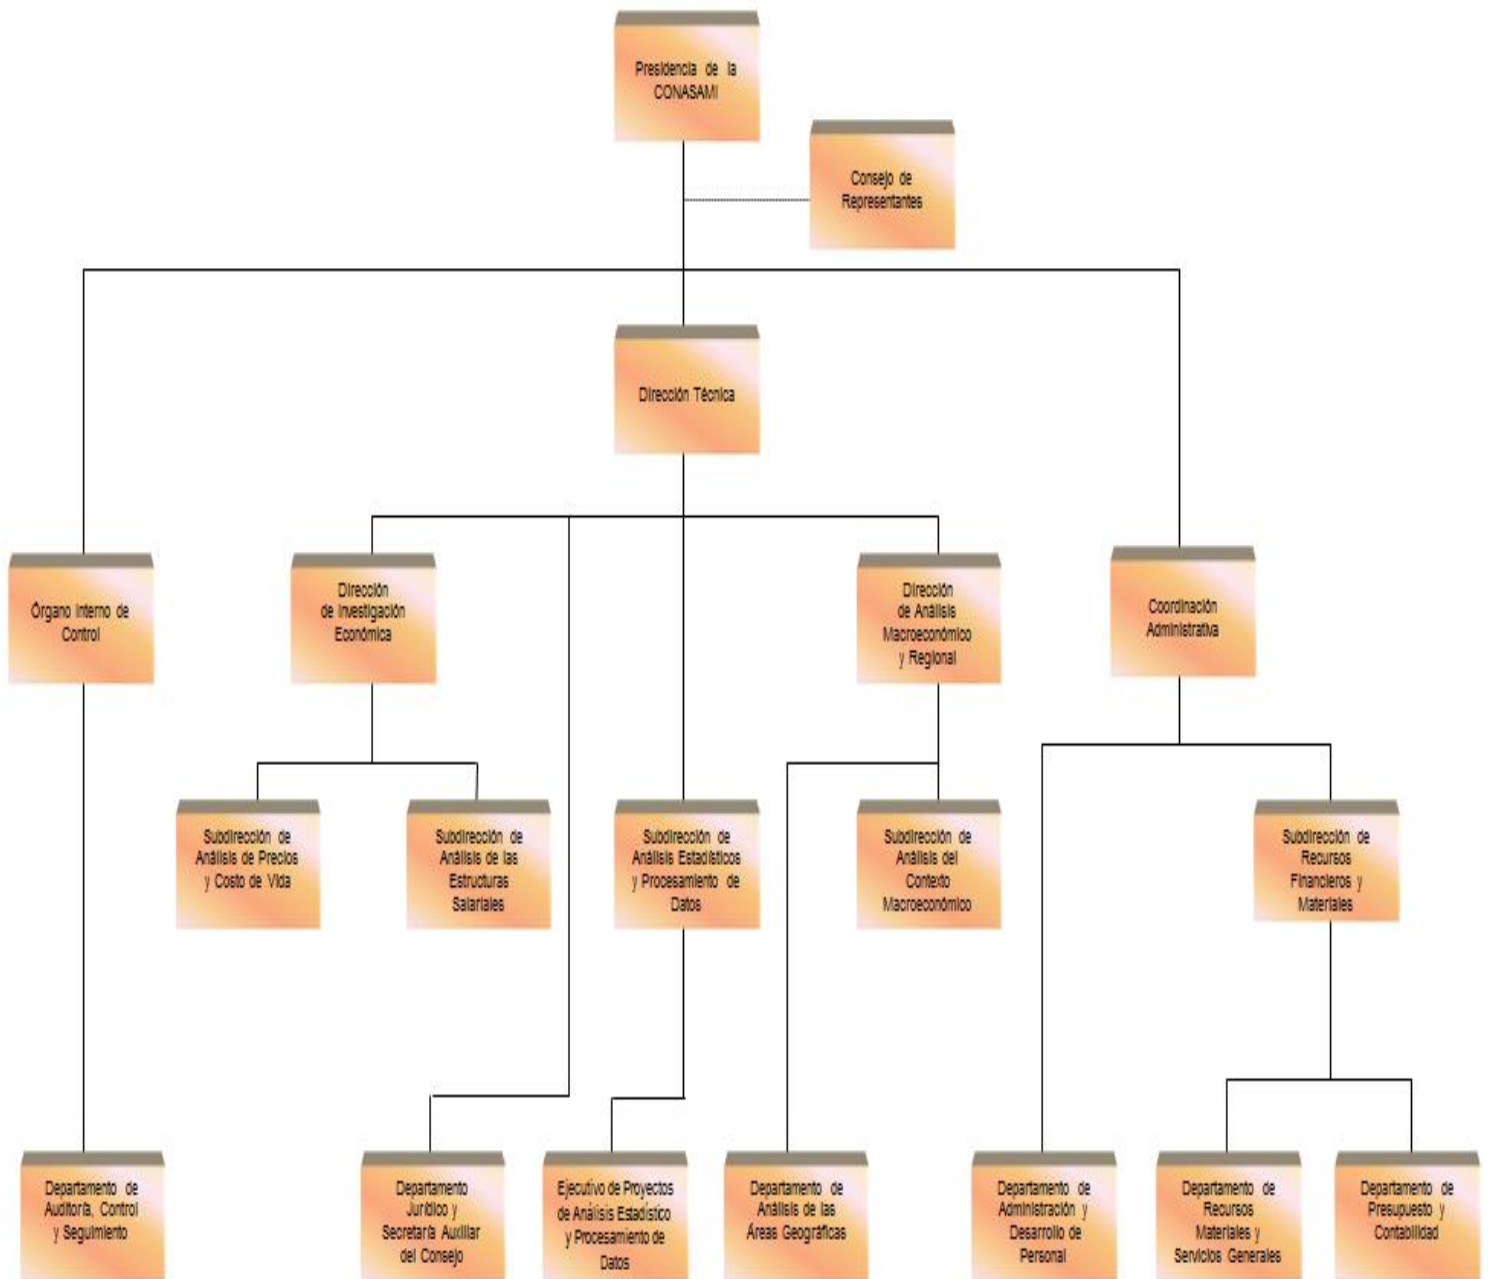 Presidencia de la
CONASAMI
Consejo de
Representantes
Dirección Técnica
Órgano Interno de
Control
Dirección
de Investigación
Económica
Dirección
de Análisis
Macroeconómico
y Regional
Coordinación
Administrativa
Subdirección de
Análisis de Precios
y Costo de Vida
Subdirección de
Análisis de las
Estructuras
Salariales
Subdirección de
Análisis Estadísticos
y Procesamiento de
Datos
Subdirección de
Análisis del
Contexto
Macroeconómico
Subdirección de
Recursos
Financieros y
Materiales
Departamento de
Auditoría, Control
y Seguimiento
Departamento
Jurídico y
Secretaría Auxiliar
del Consejo
Ejecutivo de Proyectos
de Análisis Estadístico
y Procesamiento de
Datos
Departamento de
Análisis de las
Áreas Geográficas
Departamento de
Administración y
Desarrollo de
Personal
Departamento de
Recursos
Materiales y
Servicios Generales
Departamento de
Presupuesto y
Contabilidad